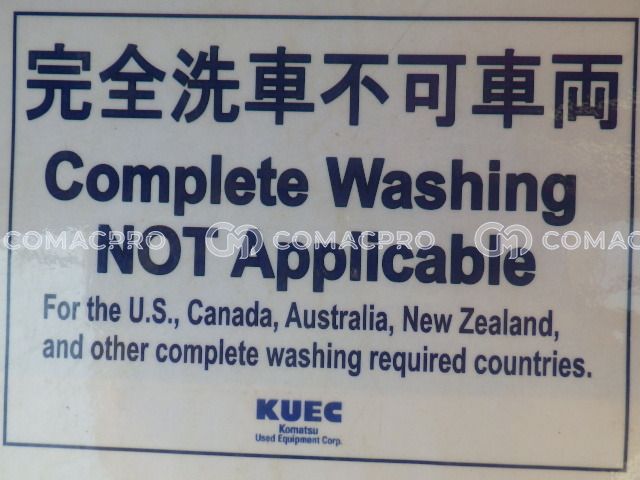 完全洗車不可車両
Complete Washing
NOT Applicable
COMACPRO COMACPRO COMACPRO
For the U.S., Canada, Australia, New Zealand,
and other complete washing required countries.
KUEC
Komatsu
Used Equipment Corp.